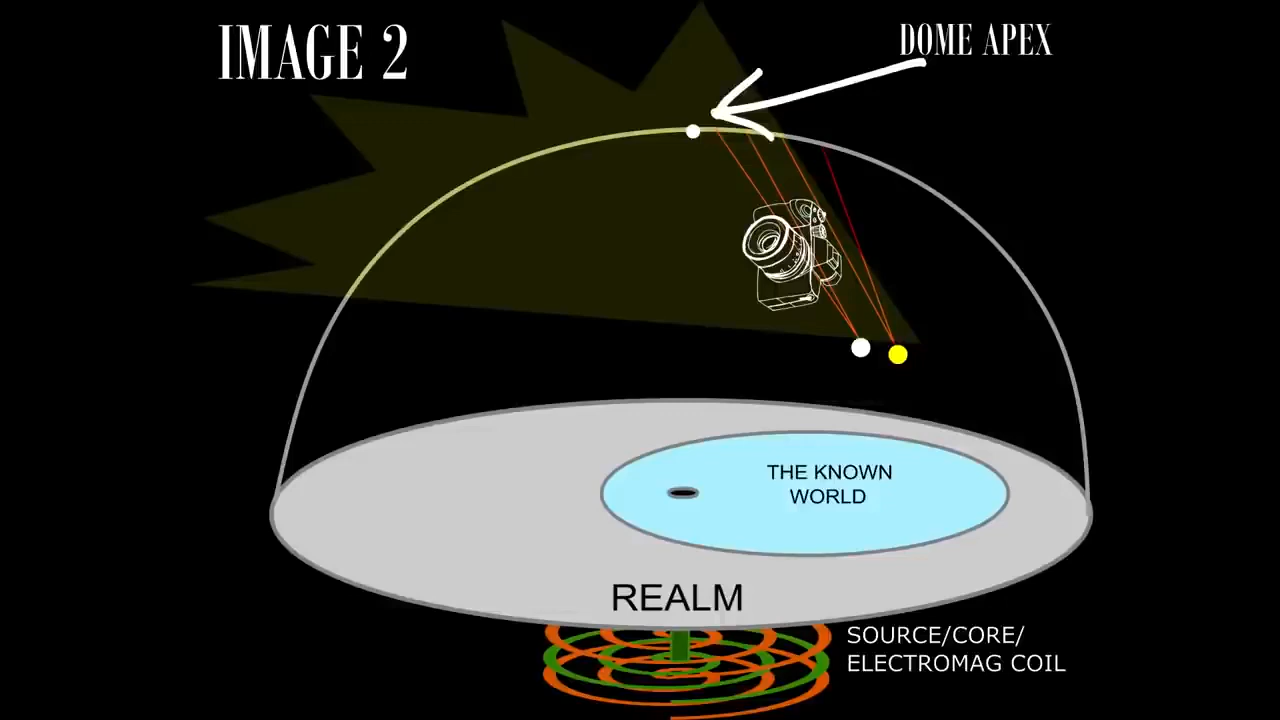 IMAGE 2
DOME APEX
THE KNOWN
WORLD
REALM
SOURCE/CORE/
ELECTROMAG COIL